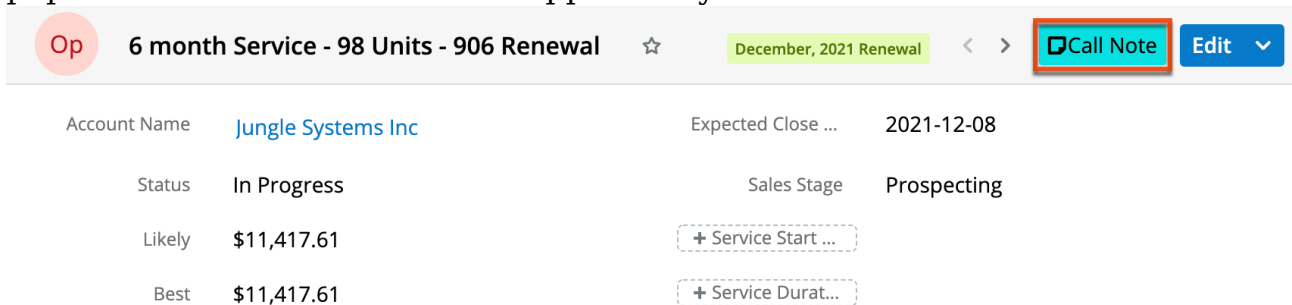 Op 6 month Service - 98 Units - 906 Renewal December, 2021 Renewal Call Note Edit
Account Name Jungle Systems Inc Expected Close ... 2021-12-08
Status In Progress Sales Stage Prospecting
Likely $11,417.61 + Service Start ...
Best $11,417.61 + Service Durat...